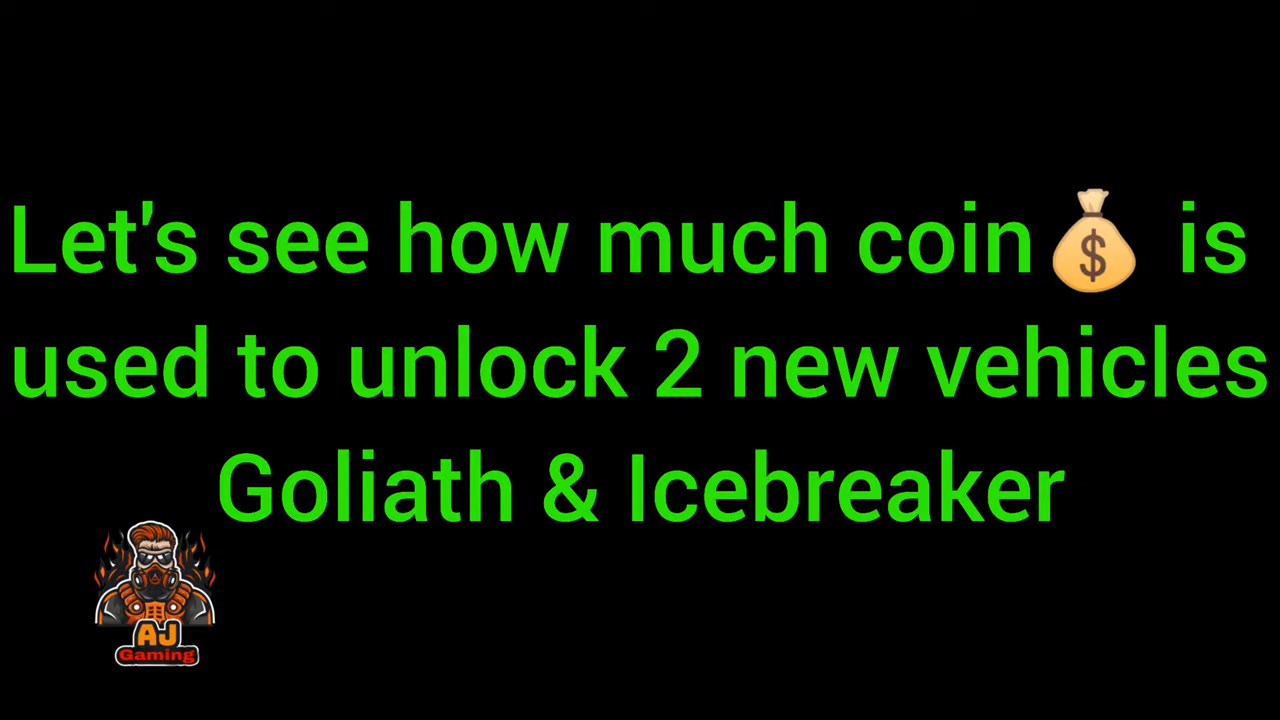 Let's see how much coin💰 is
used to unlock 2 new vehicles
Goliath & Icebreaker
AJ
Gaming